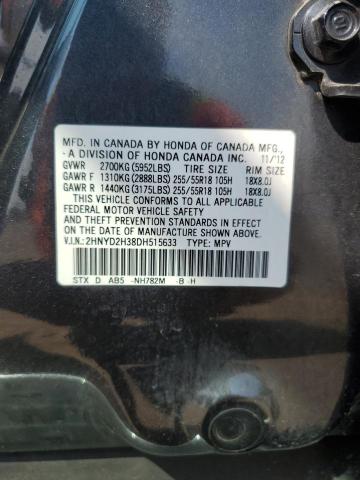 MFD. IN CANADA BY HONDA OF CANADA MFG.,
- A DIVISION OF HONDA CANADA INC. 11/12
GVWR 2700KG (5952LBS) TIRE SIZE RIM SIZE
GAWR F 1310KG (2888LBS) 255/55R18 105H 18X8.0J
GAWR R 1440KG (3175LBS) 255/55R18 105H 18X8.0J
THIS VEHICLE CONFORMS TO ALL APPLICABLE
FEDERAL MOTOR VEHICLE SAFETY, BUMPER,
AND THEFT PREVENTION STANDARDS IN EFFECT ON
THE DATE OF MANUFACTURE SHOWN ABOVE.
V.I.N.: 2HNYD2H38DH515633 TYPE: MPV
STX D AB5 -NH782M -B -H